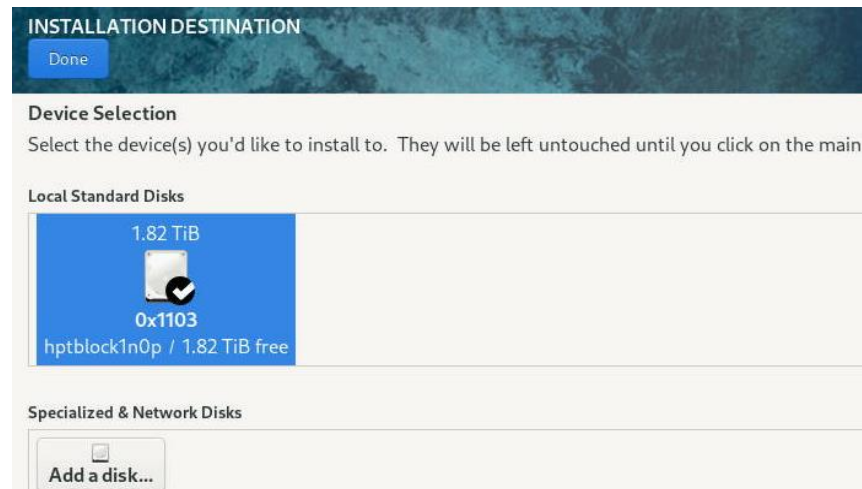 INSTALLATION DESTINATION
Done
Device Selection
Select the device(s) you'd like to install to.  They will be left untouched until you click on the main
Local Standard Disks
1.82 TiB
0x1103
hptblock1n0p / 1.82 TiB free
Specialized & Network Disks
Add a disk...